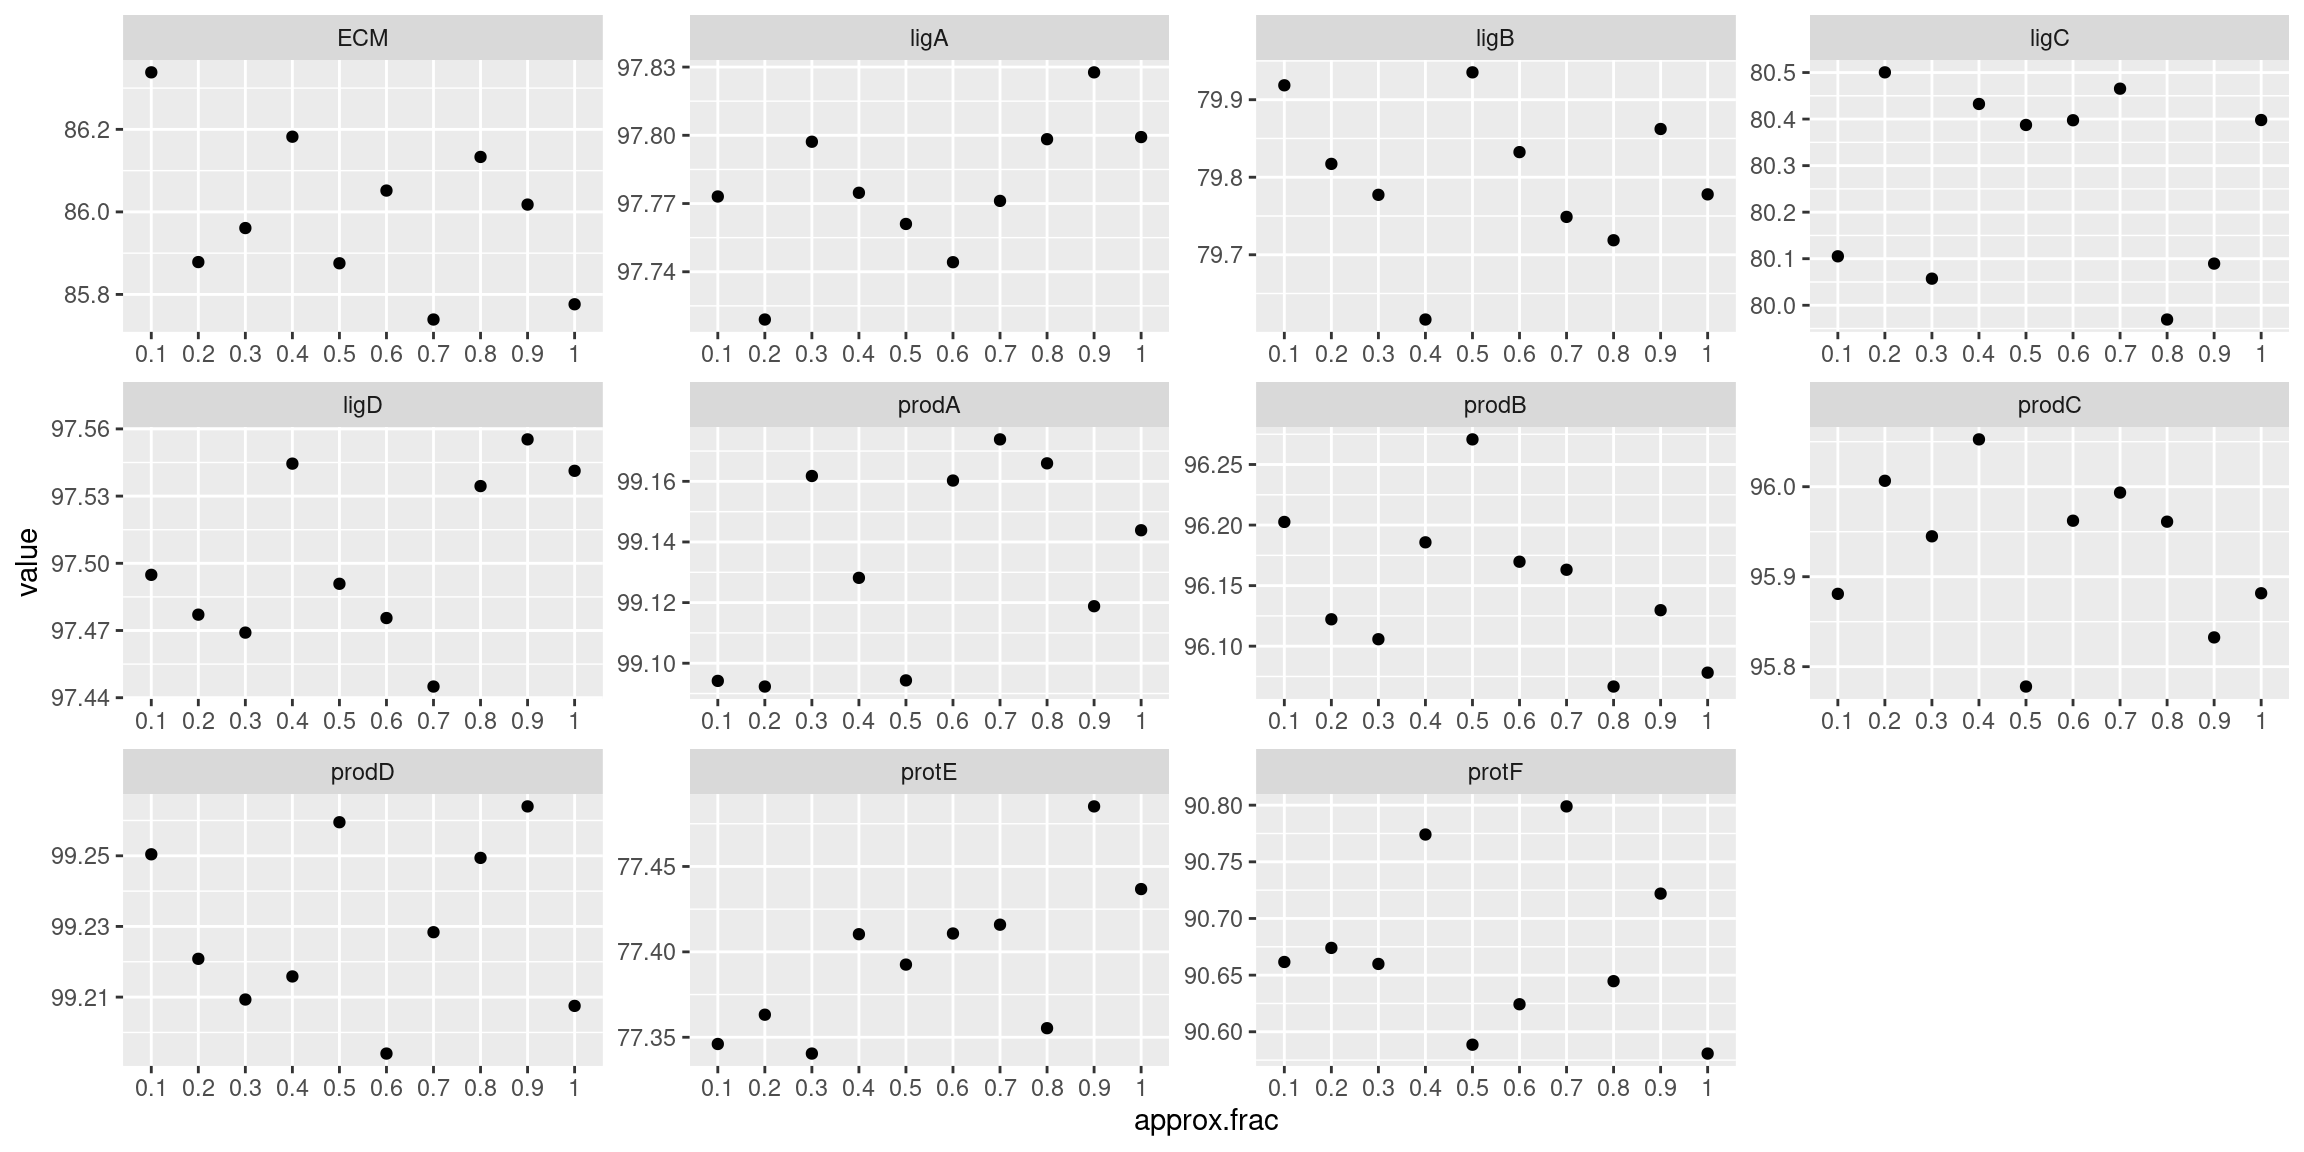 ECM ligA ligB ligC
86.2
86.0
85.8
97.83
97.80
97.77
97.74
79.9
79.8
79.7
80.5
80.4
80.3
80.2
80.1
80.0
0.1 0.2 0.3 0.4 0.5 0.6 0.7 0.8 0.9 1
0.1 0.2 0.3 0.4 0.5 0.6 0.7 0.8 0.9 1
0.1 0.2 0.3 0.4 0.5 0.6 0.7 0.8 0.9 1
0.1 0.2 0.3 0.4 0.5 0.6 0.7 0.8 0.9 1
ligD prodA prodB prodC
97.56
97.53
97.50
97.47
97.44
99.16
99.14
99.12
99.10
96.25
96.20
96.15
96.10
96.0
95.9
95.8
0.1 0.2 0.3 0.4 0.5 0.6 0.7 0.8 0.9 1
0.1 0.2 0.3 0.4 0.5 0.6 0.7 0.8 0.9 1
0.1 0.2 0.3 0.4 0.5 0.6 0.7 0.8 0.9 1
0.1 0.2 0.3 0.4 0.5 0.6 0.7 0.8 0.9 1
prodD protE protF
99.25
99.23
99.21
77.45
77.40
77.35
90.80
90.75
90.70
90.65
90.60
0.1 0.2 0.3 0.4 0.5 0.6 0.7 0.8 0.9 1
0.1 0.2 0.3 0.4 0.5 0.6 0.7 0.8 0.9 1
0.1 0.2 0.3 0.4 0.5 0.6 0.7 0.8 0.9 1
value
approx.frac